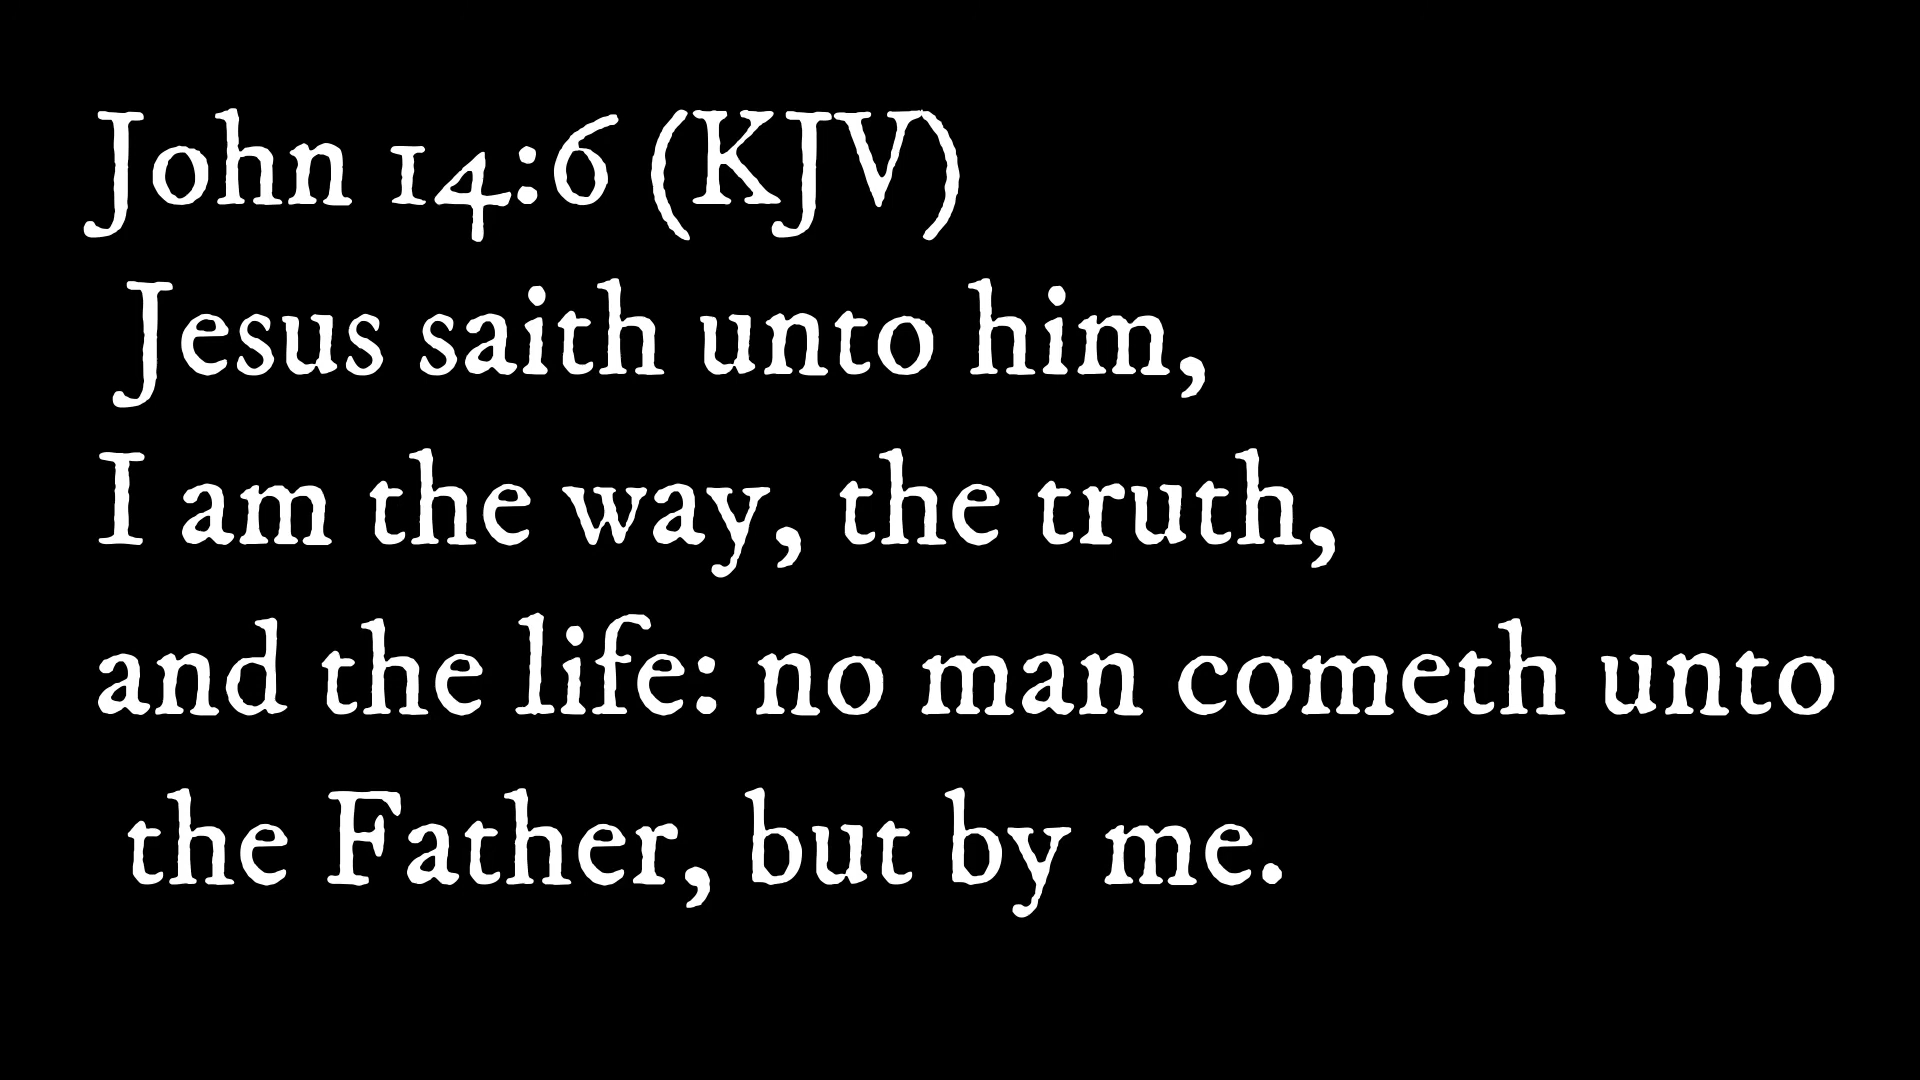 John 14:6 (KJV)
Jesus saith unto him,
I am the way, the truth,
and the life: no man cometh unto
the Father, but by me.